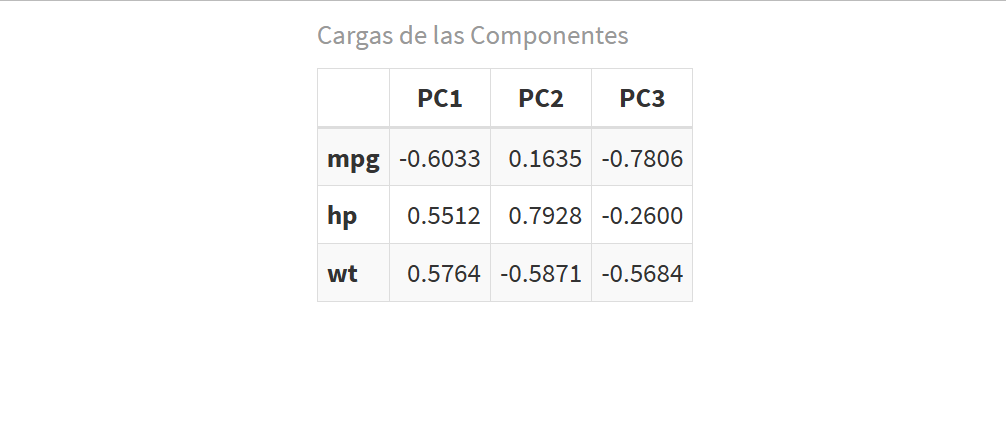 Cargas de las Componentes
PC1 PC2 PC3
mpg -0.6033 0.1635 -0.7806
hp 0.5512 0.7928 -0.2600
wt 0.5764 -0.5871 -0.5684